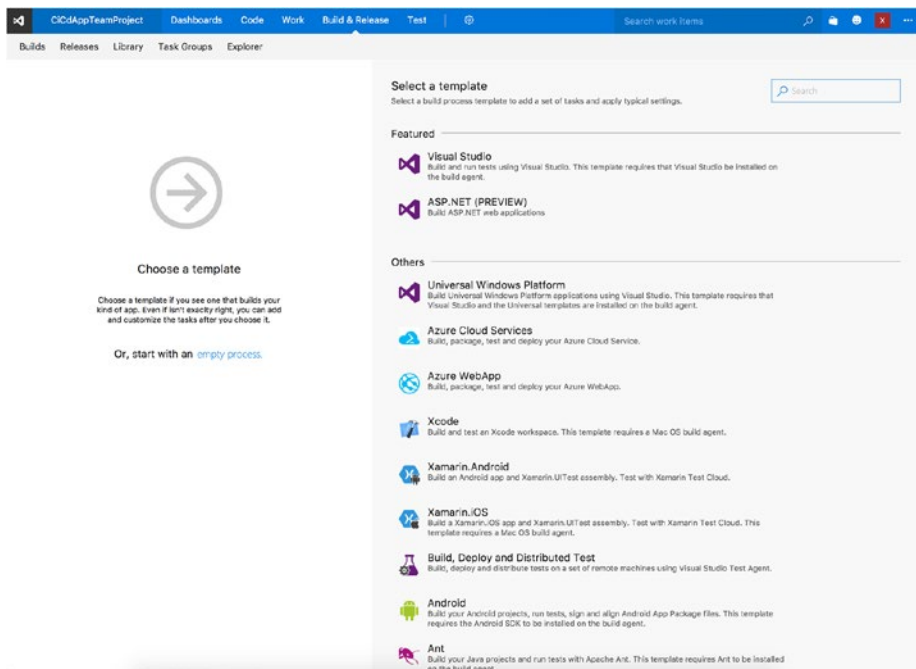 CiCdAppTeamProject Dashboards Code Work Build & Release Test Search work items X
Builds Releases Library Task Groups Explorer
Choose a template
Choose a template if you see one that builds your
kind of app. Even if isn't exactly right, you can add
and customize the tasks after you choose it.
Or, start with an empty process.
Select a template
Select a build process template to add a set of tasks and apply typical settings.
Search
Featured
Visual Studio
Build and run tests using Visual Studio. This template requires that Visual Studio be installed on
the build agent.
ASP.NET (PREVIEW)
Build ASP.NET web applications
Others
Universal Windows Platform
Build Universal Windows Platform applications using Visual Studio. This template requires that
Visual Studio and the Universal templates are installed on the build agent.
Azure Cloud Services
Build, package, test and deploy your Azure Cloud Service.
Azure WebApp
Build, package, test and deploy your Azure WebApp.
Xcode
Build and test an Xcode workspace. This template requires a Mac OS build agent.
Xamarin.Android
Build an Android app and Xamarin.UITest assembly. Test with Xamarin Test Cloud.
Xamarin.iOS
Build a Xamarin.iOS app and Xamarin.UITest assembly. Test with Xamarin Test Cloud. This
template requires a Mac OS build agent.
Build, Deploy and Distributed Test
Build, deploy and distribute tests on a set of remote machines using Visual Studio Test Agent.
Android
Build your Android projects, run tests, sign and align Android App Package files. This template
requires the Android SDK to be installed on the build agent.
Ant
Build your Java projects and run tests with Apache Ant. This template requires Ant to be installed
on the build agent.